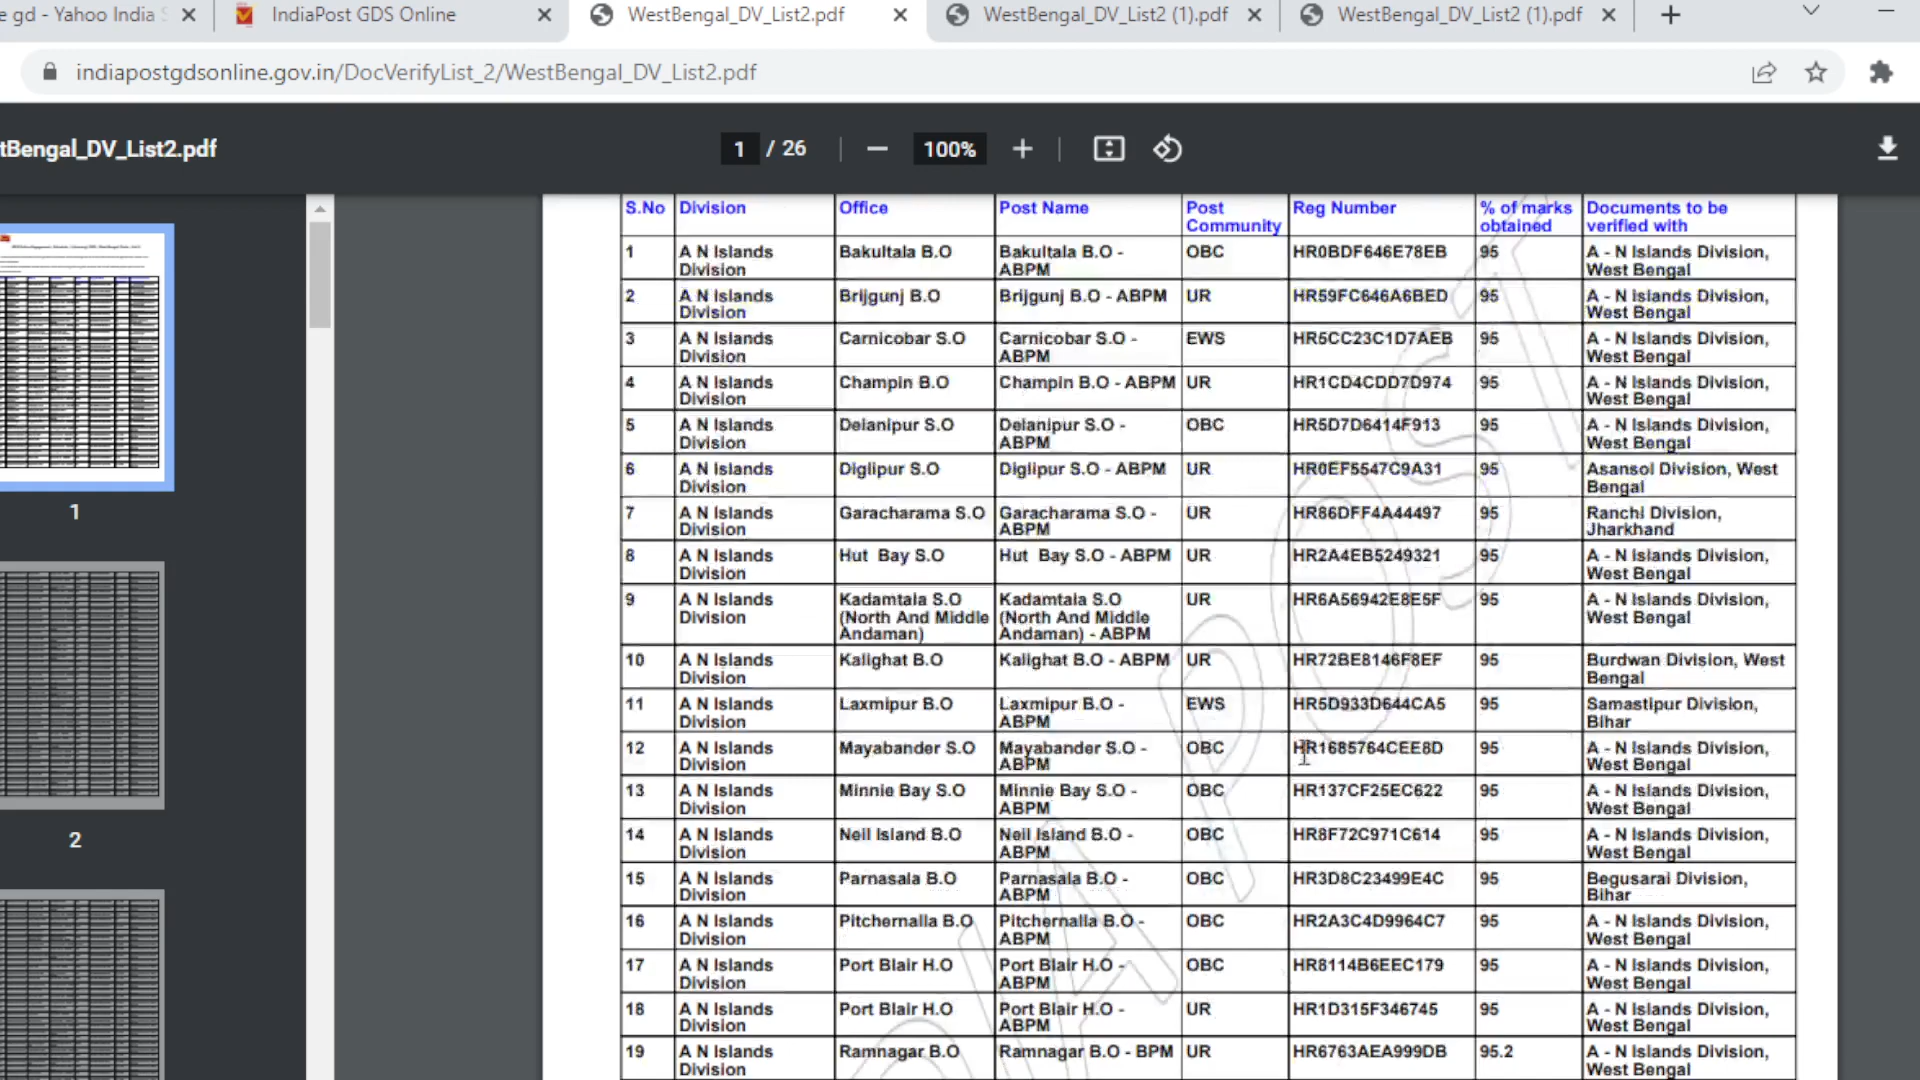 e gd - Yahoo India S
IndiaPost GDS Online
WestBengal_DV_List2.pdf
WestBengal_DV_List2 (1).pdf
WestBengal_DV_List2 (1).pdf
indiapostgdsonline.gov.in/DocVerifyList_2/WestBengal_DV_List2.pdf
tBengal_DV_List2.pdf
1 / 26
100%
1
2
S.No Division Office Post Name Post Reg Number % of marks Documents to be
Community obtained verified with
1 A N Islands Bakultala B.O Bakultala B.O - OBC HR0BDF646E78EB 95 A - N Islands Division,
Division ABPM West Bengal
2 A N Islands Brijgunj B.O Brijgunj B.O - ABPM UR HR59FC646A6BED 95 A - N Islands Division,
Division West Bengal
3 A N Islands Carnicobar S.O Carnicobar S.O - EWS HR5CC23C1D7AEB 95 A - N Islands Division,
Division ABPM West Bengal
4 A N Islands Champin B.O Champin B.O - ABPM UR HR1CD4CDD7D974 95 A - N Islands Division,
Division West Bengal
5 A N Islands Delanipur S.O Delanipur S.O - OBC HR5D7D6414F913 95 A - N Islands Division,
Division ABPM West Bengal
6 A N Islands Diglipur S.O Diglipur S.O - ABPM UR HR0EF5547C9A31 95 Asansol Division, West
Division Bengal
7 A N Islands Garacharama S.O Garacharama S.O - UR HR86DFF4A44497 95 Ranchi Division,
Division ABPM Jharkhand
8 A N Islands Hut Bay S.O Hut Bay S.O - ABPM UR HR2A4EB5249321 95 A - N Islands Division,
Division West Bengal
9 A N Islands Kadamtala S.O Kadamtala S.O UR HR6A56942E8E5F 95 A - N Islands Division,
Division (North And Middle (North And Middle West Bengal
Andaman) Andaman) - ABPM
10 A N Islands Kalighat B.O Kalighat B.O - ABPM UR HR72BE8146F8EF 95 Burdwan Division, West
Division Bengal
11 A N Islands Laxmipur B.O Laxmipur B.O - EWS HR5D933D644CA5 95 Samastipur Division,
Division ABPM Bihar
12 A N Islands Mayabander S.O Mayabander S.O - OBC HR1685764CEE8D 95 A - N Islands Division,
Division ABPM West Bengal
13 A N Islands Minnie Bay S.O Minnie Bay S.O - OBC HR137CF25EC622 95 A - N Islands Division,
Division ABPM West Bengal
14 A N Islands Neil Island B.O Neil Island B.O - OBC HR8F72C971C614 95 A - N Islands Division,
Division ABPM West Bengal
15 A N Islands Parnasala B.O Parnasala B.O - OBC HR3D8C23499E4C 95 Begusarai Division,
Division ABPM Bihar
16 A N Islands Pitchernalla B.O Pitchernalla B.O - OBC HR2A3C4D9964C7 95 A - N Islands Division,
Division ABPM West Bengal
17 A N Islands Port Blair H.O Port Blair H.O - OBC HR8114B6EEC179 95 A - N Islands Division,
Division ABPM West Bengal
18 A N Islands Port Blair H.O Port Blair H.O - UR HR1D315F346745 95 A - N Islands Division,
Division ABPM West Bengal
19 A N Islands Ramnagar B.O Ramnagar B.O - BPM UR HR6763AEA999DB 95.2 A - N Islands Division,
Division West Bengal